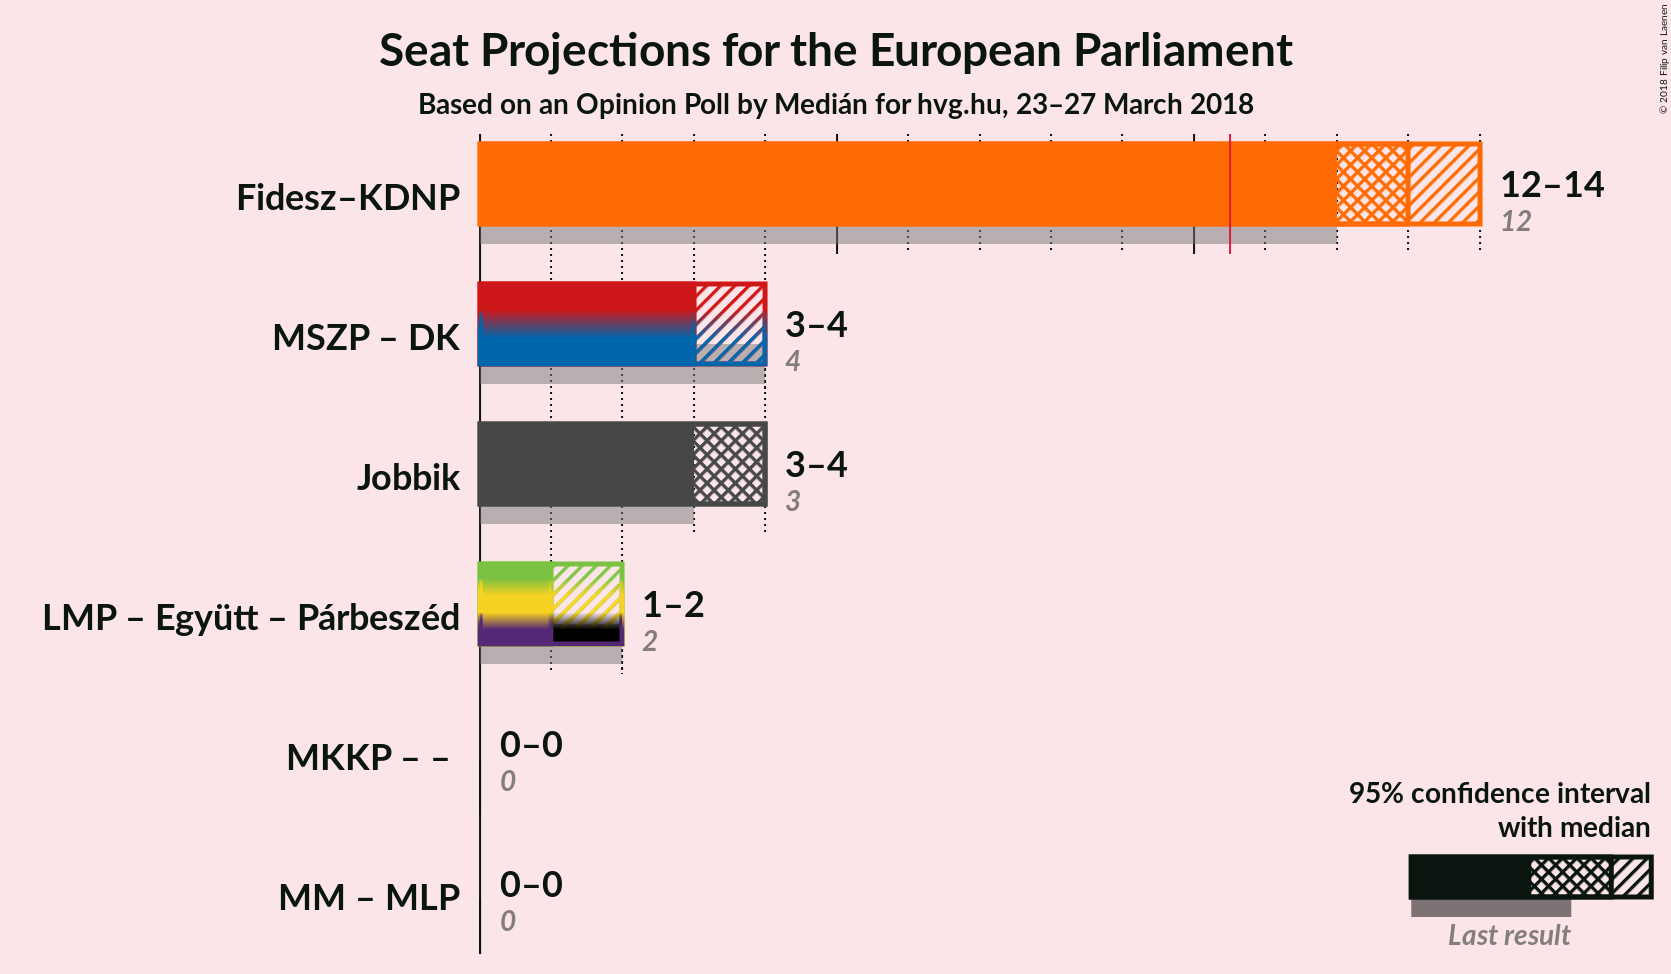 Seat Projections for the European Parliament
Based on an Opinion Poll by Medián for hvg.hu, 23–27 March 2018
© 2018 Filip van Laenen
Fidesz–KDNP
12–14
12
MSZP – DK
3–4
4
Jobbik
3–4
3
LMP – Együtt – Párbeszéd
1–2
2
MKKP – –
0–0
0
MM – MLP
0–0
0
95% confidence interval
with median
Last result